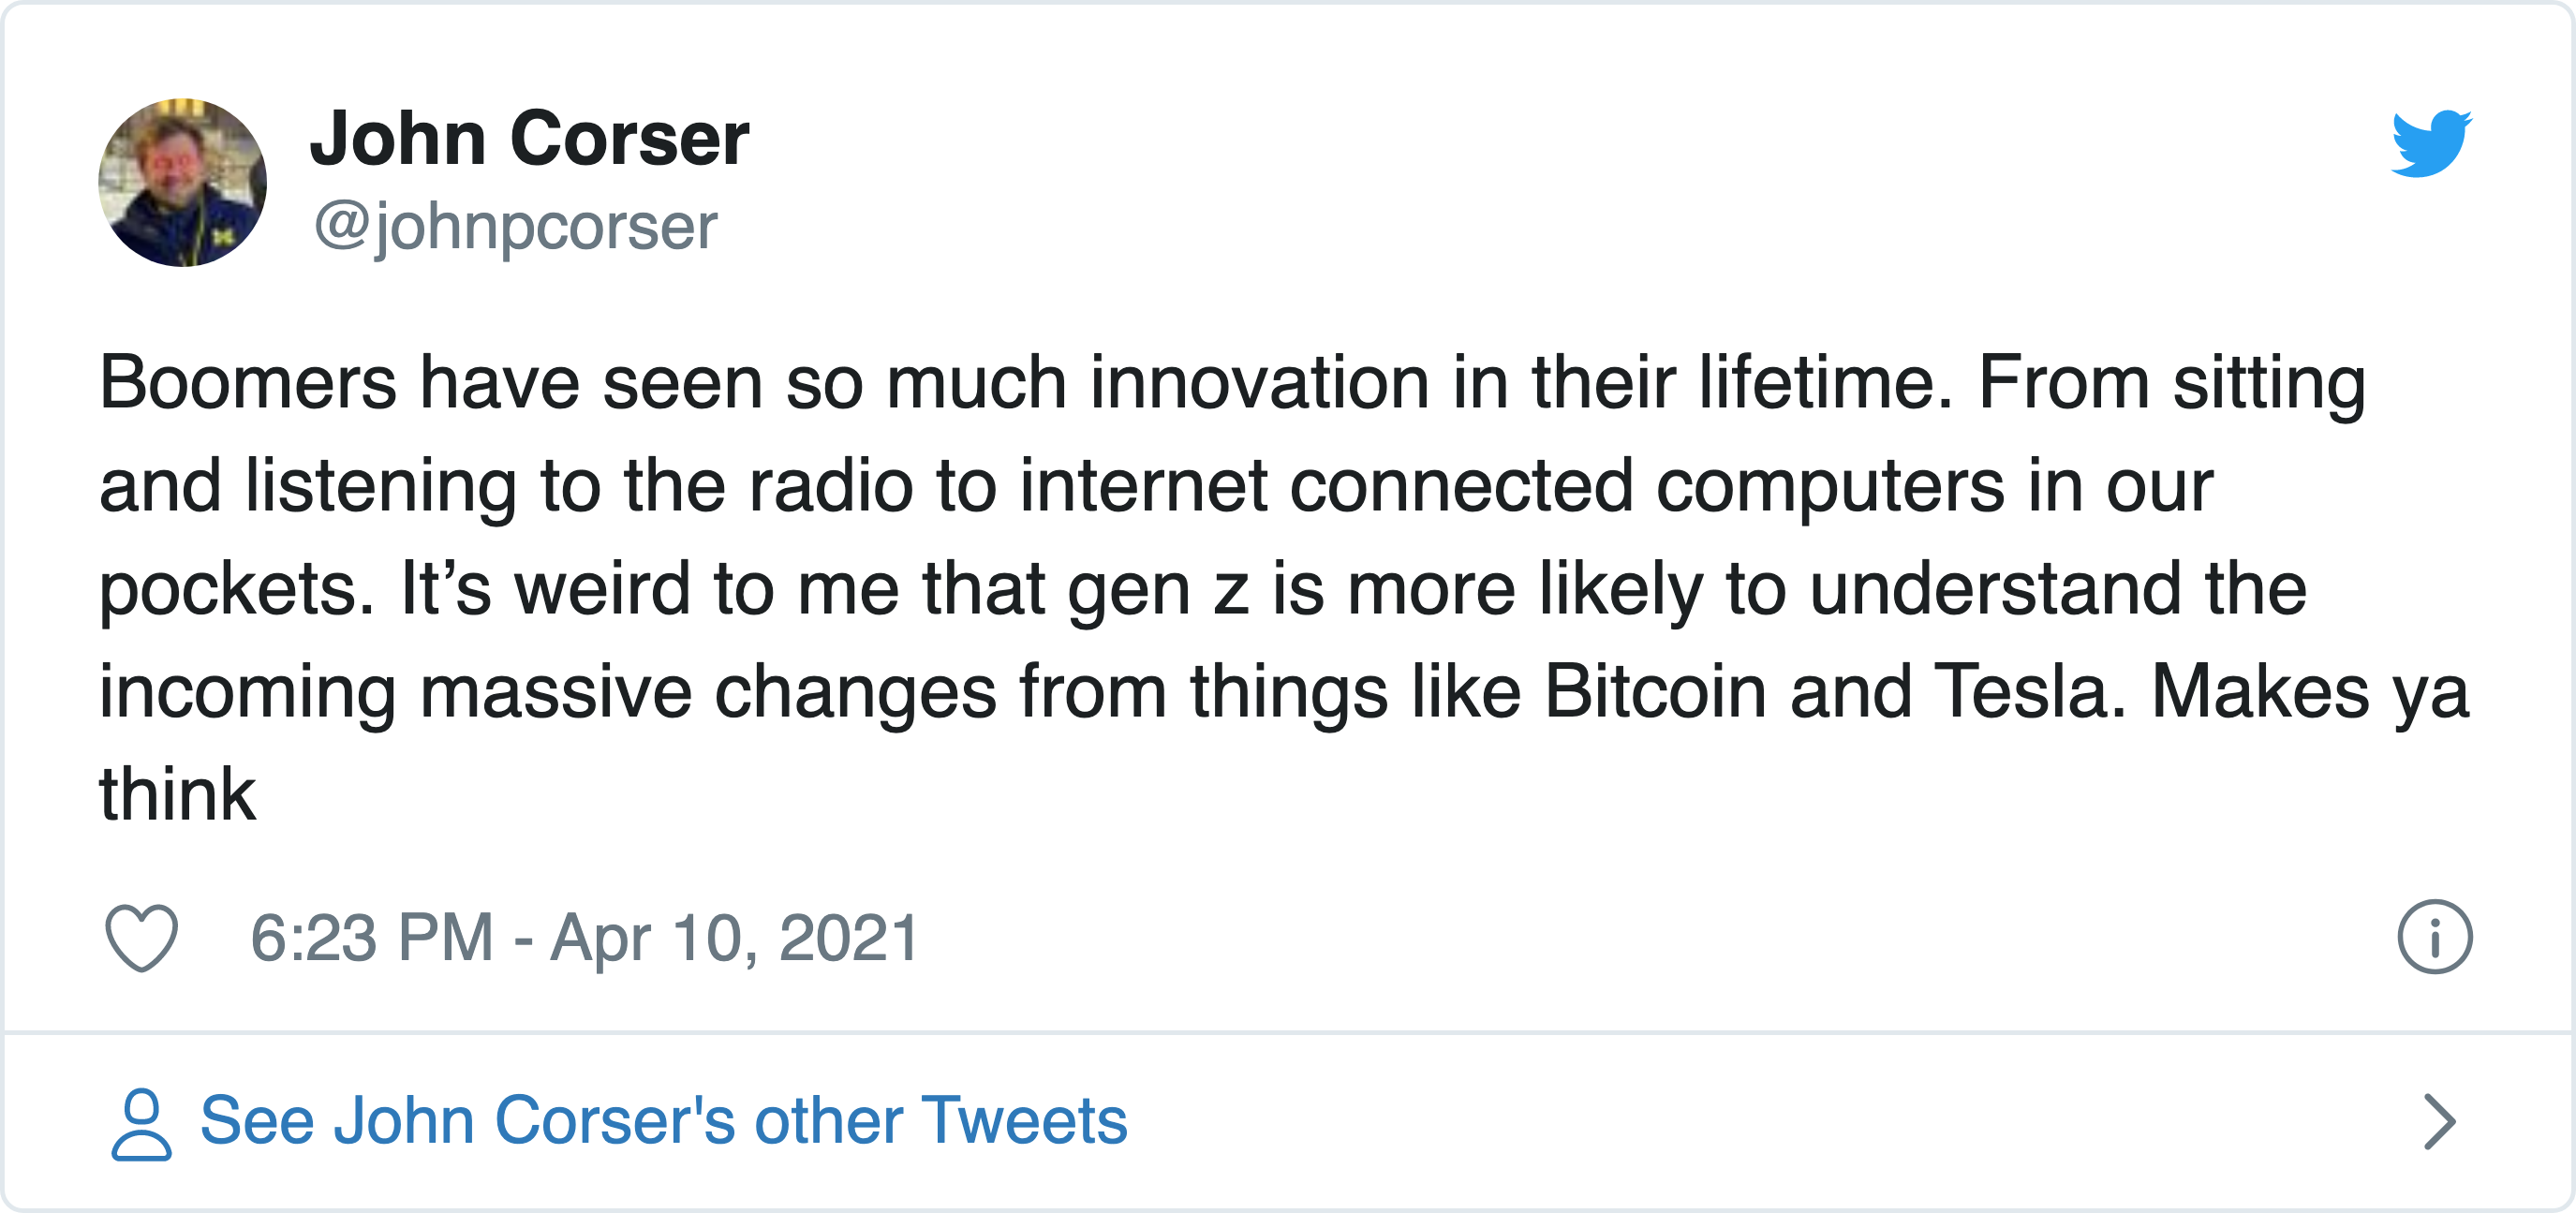 John Corser
@johnpcorser
Boomers have seen so much innovation in their lifetime. From sitting
and listening to the radio to internet connected computers in our
pockets. It’s weird to me that gen z is more likely to understand the
incoming massive changes from things like Bitcoin and Tesla. Makes ya
think
6:23 PM - Apr 10, 2021
See John Corser's other Tweets